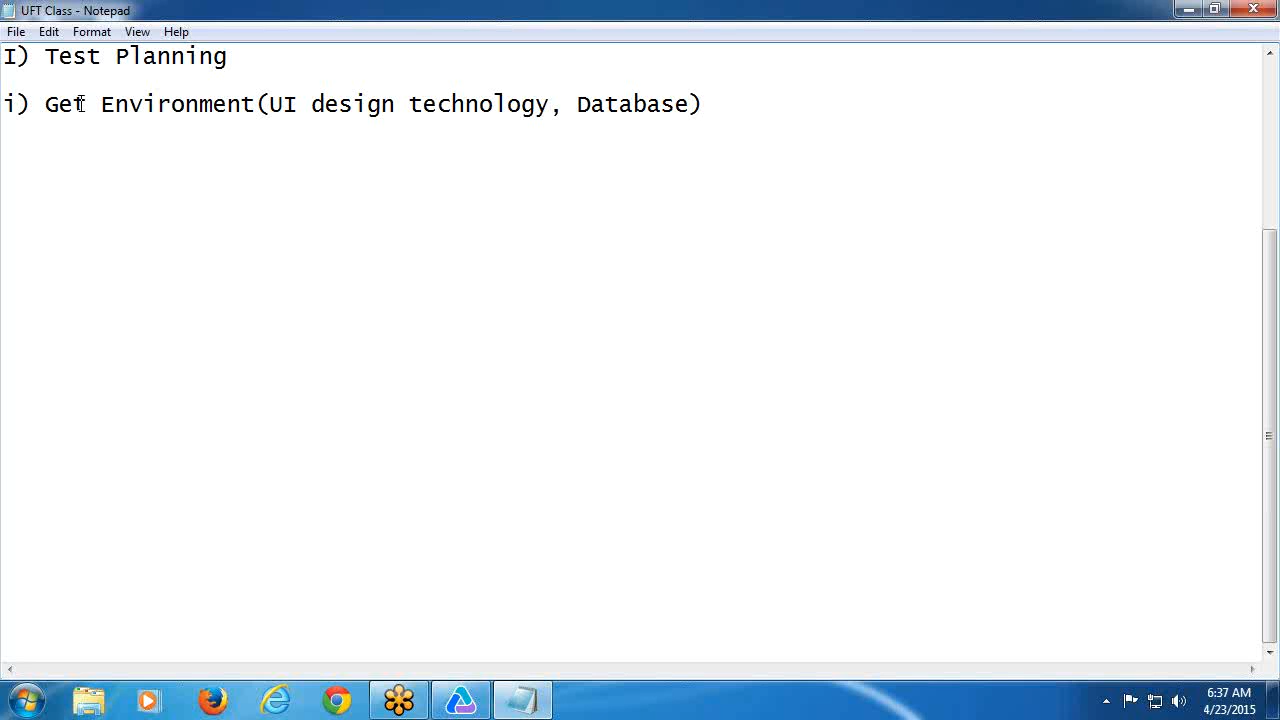 UFT Class - Notepad
File Edit Format View Help
I) Test Planning
i) Get Environment(UI design technology, Database)
6:37 AM
4/23/2015